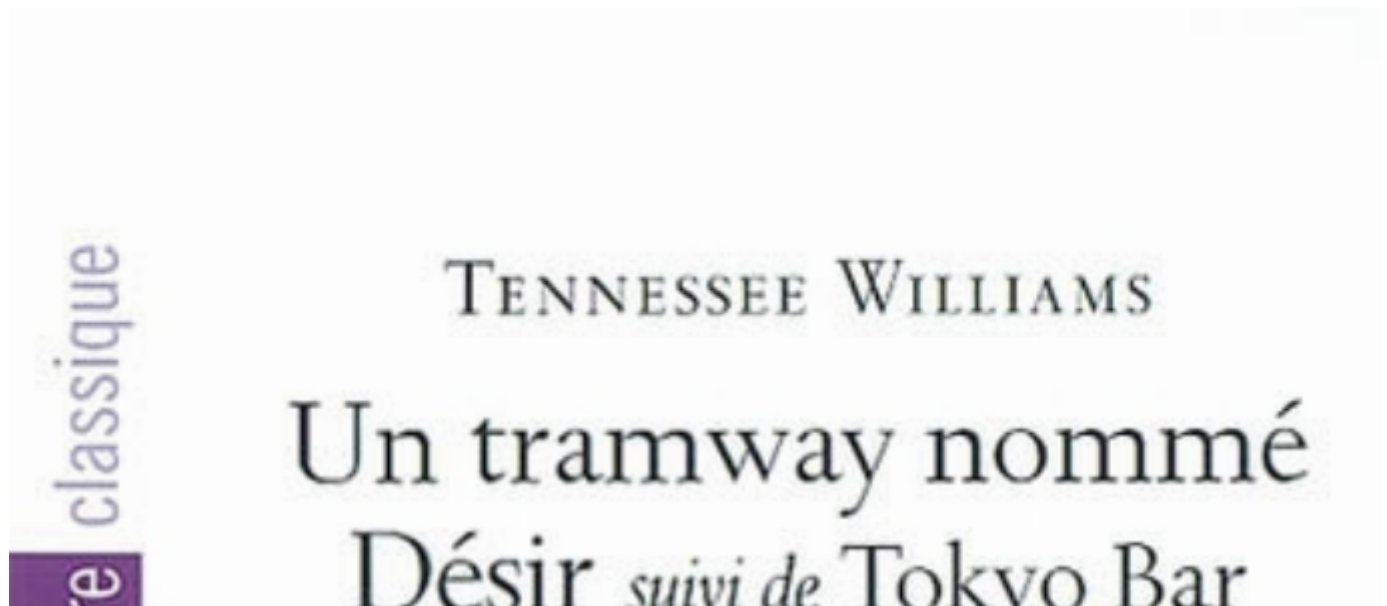 TENNESSEE WILLIAMS
Un tramway nommé
Désir suivi de Tokyo Bar
classique